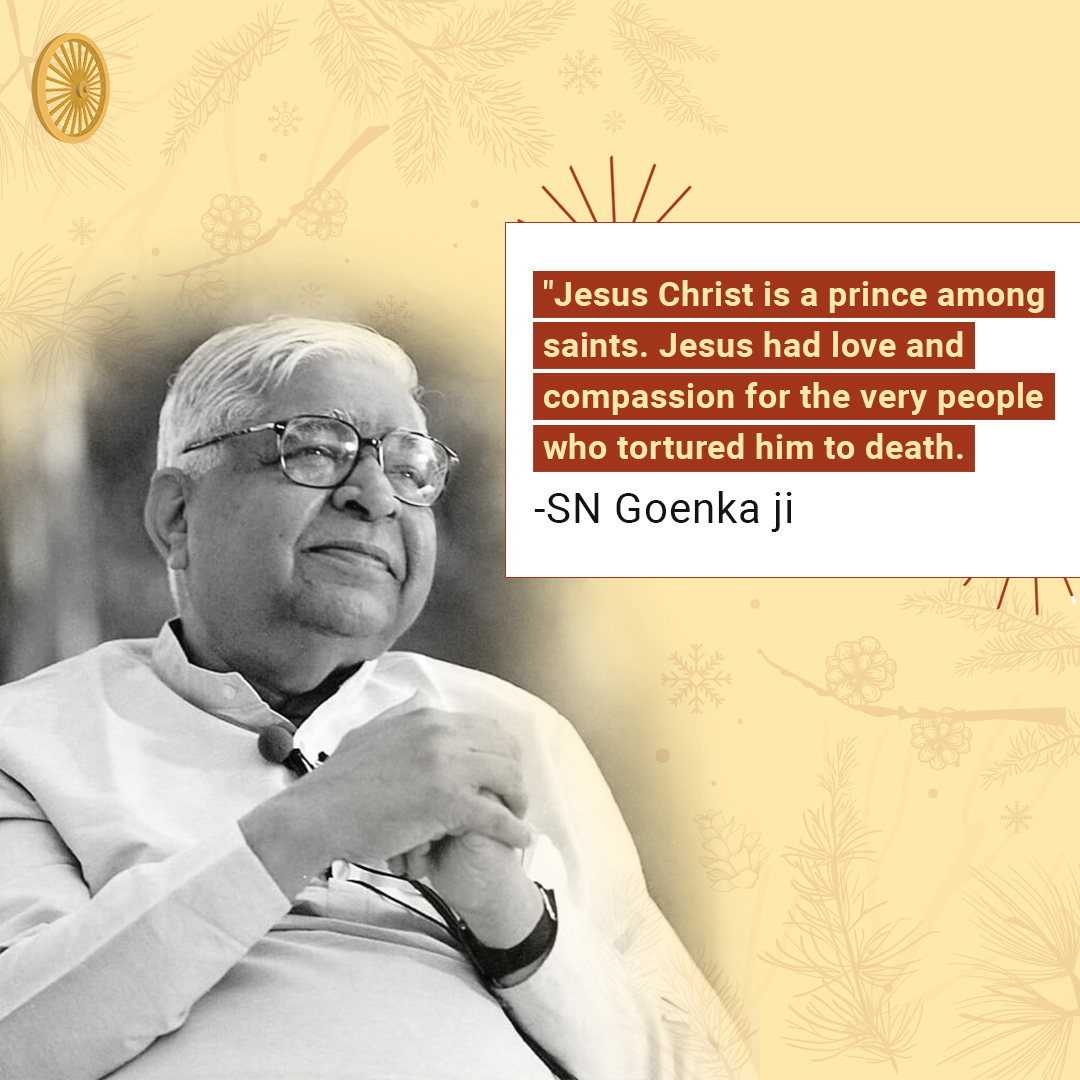 "Jesus Christ is a prince among
saints. Jesus had love and
compassion for the very people
who tortured him to death.
-SN Goenka ji